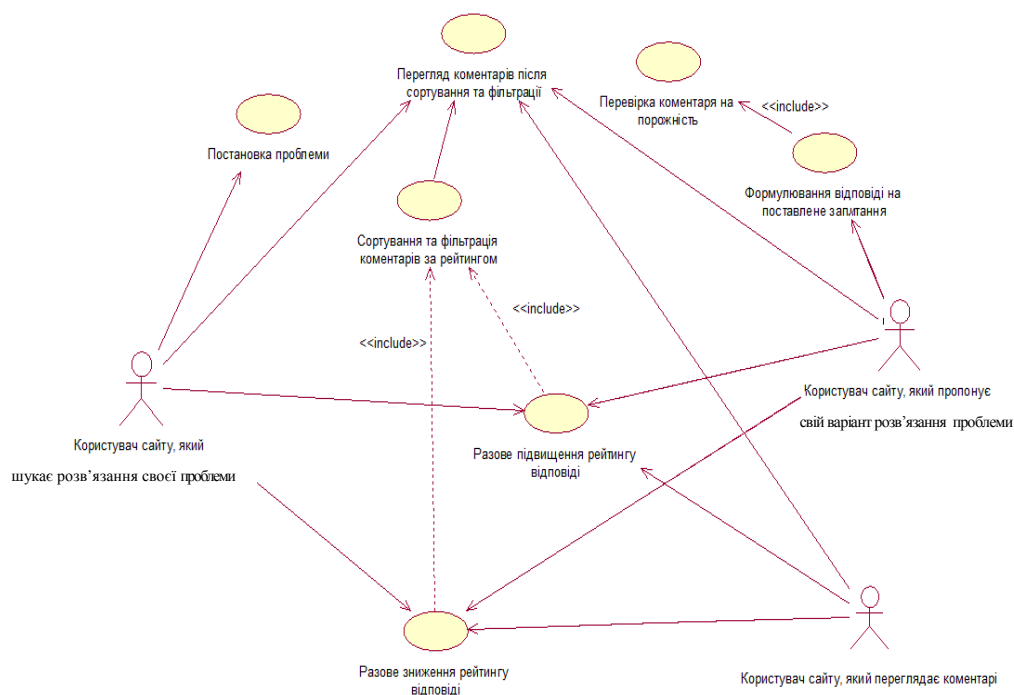 Перегляд коментарів після
сортування та фільтрації
Перевірка коментаря на
порожність
<<include>>
Постановка проблеми
Формулювання відповіді на
поставлене запитання
Сортування та фільтрація
коментарів за рейтингом
<<include>>
<<include>>
Користувач сайту, який пропонує
свій варіант розв’язання проблеми
Користувач сайту, який
шукає розв’язання своєї проблеми
Разове підвищення рейтингу
відповіді
Разове зниження рейтингу
відповіді
Користувач сайту, який переглядає коментарі